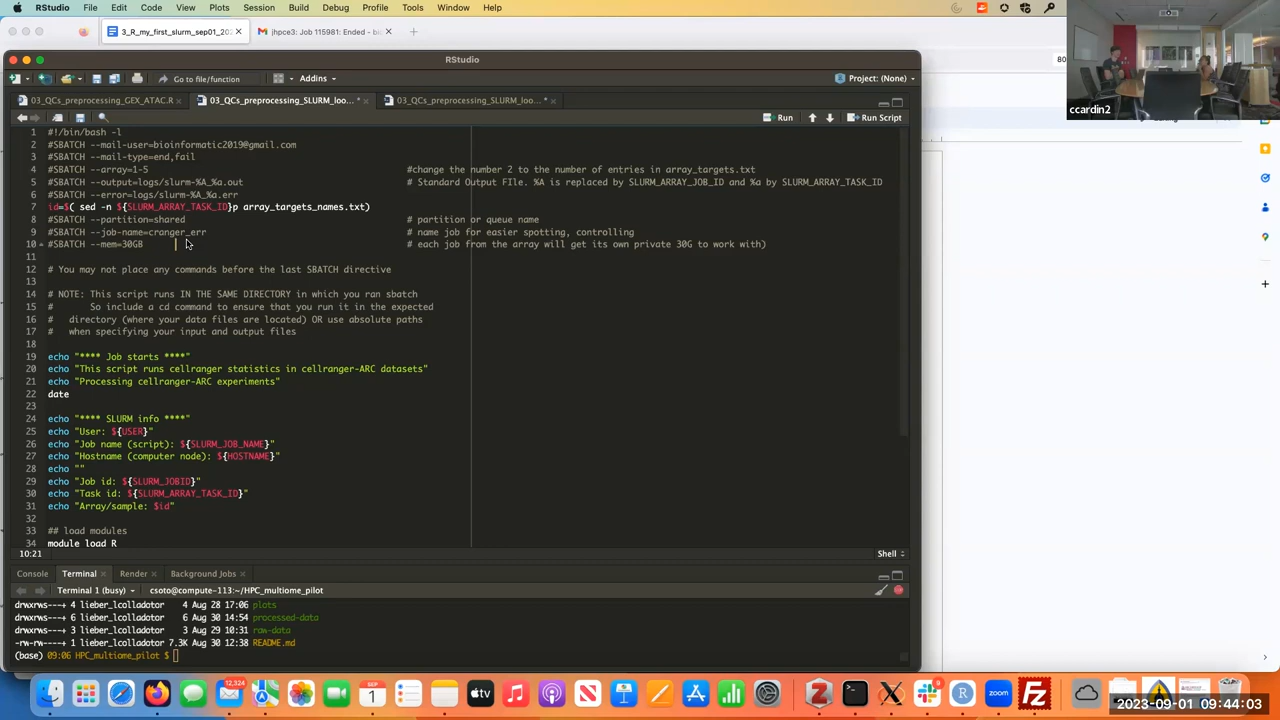 RStudio File Edit Code View Plots Session Build Debug Profile Tools Window Help
3_R_my_first_slurm_sep01_202 jhpce3: Job 115981: Ended - bi
RStudio
Go to file/function Addins Project: (None)
03_QCs_preprocessing_GEX_ATAC.R 03_QCs_preprocessing_SLURM_loo... * 03_QCs_preprocessing_SLURM_loo... *
Run Run Script
1 #!/bin/bash -l
2 #SBATCH --mail-user=bioinformatic2019@gmail.com
3 #SBATCH --mail-type=end,fail
4 #SBATCH --array=1-5 #change the number 2 to the number of entries in array_targets.txt
5 #SBATCH --output=logs/slurm-%A_%a.out # Standard Output FIle. %A is replaced by SLURM_ARRAY_JOB_ID and %a by SLURM_ARRAY_TASK_ID
6 #SBATCH --error=logs/slurm-%A_%a.err
7 id=$( sed -n ${SLURM_ARRAY_TASK_ID}p array_targets_names.txt)
8 #SBATCH --partition=shared # partition or queue name
9 #SBATCH --job-name=cranger_err # name job for easier spotting, controlling
10 #SBATCH --mem=30GB # each job from the array will get its own private 30G to work with)
11
12 # You may not place any commands before the last SBATCH directive
13
14 # NOTE: This script runs IN THE SAME DIRECTORY in which you ran sbatch
15 # So include a cd command to ensure that you run it in the expected
16 # directory (where your data files are located) OR use absolute paths
17 # when specifying your input and output files
18
19 echo "**** Job starts ****"
20 echo "This script runs cellranger statistics in cellranger-ARC datasets"
21 echo "Processing cellranger-ARC experiments"
22 date
23
24 echo "**** SLURM info ****"
25 echo "User: ${USER}"
26 echo "Job name (script): ${SLURM_JOB_NAME}"
27 echo "Hostname (computer node): ${HOSTNAME}"
28 echo ""
29 echo "Job id: ${SLURM_JOBID}"
30 echo "Task id: ${SLURM_ARRAY_TASK_ID}"
31 echo "Array/sample: $id"
32
33 ## load modules
34 module load R
10:21 Shell
Console Terminal Render Background Jobs
Terminal 1 (busy) csoto@compute-113:~/HPC_multiome_pilot
drwxrws---+ 4 lieber_lcolladotor 4 Aug 28 17:06 plots
drwxrws---+ 6 lieber_lcolladotor 6 Aug 30 14:54 processed-data
drwxrws---+ 3 lieber_lcolladotor 3 Aug 29 10:31 raw-data
-rw-rw----+ 1 lieber_lcolladotor 7.3K Aug 30 12:38 README.md
(base) 09:06 HPC_multiome_pilot $
ccardin2
80
12,324
SEP
1
tv
9
R
zoom
Fz
2023-09-01 09:44:03